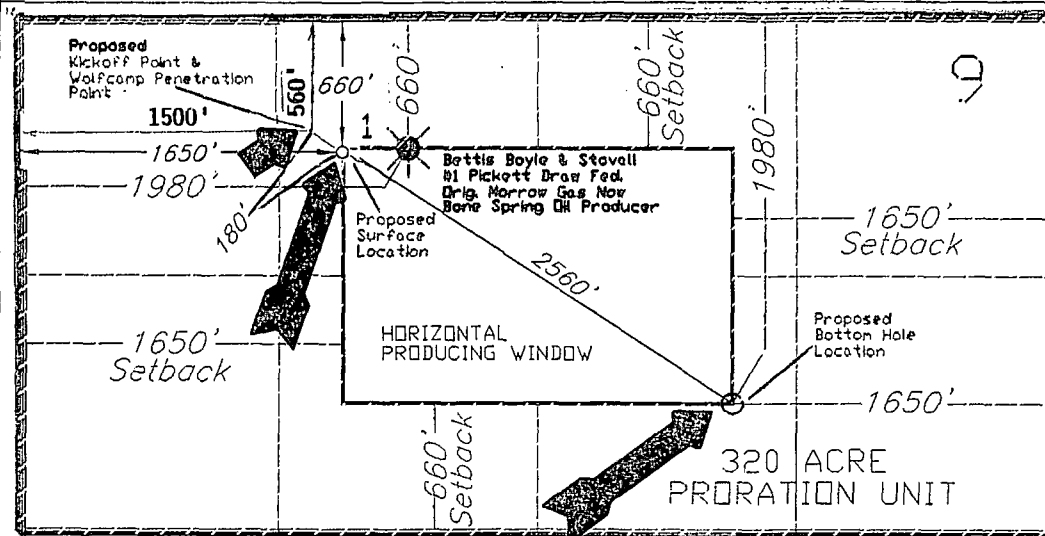 Proposed
Kickoff Point &
Wolfcamp Penetration
Point
560'
660'
660'
660'
Setback
9
1500'
1
1650'
1980'
180'
Proposed
Surface
Location
Bettis Boyle & Stovall
#1 Pickett Draw Fed.
Orig. Morrow Gas Now
Bone Spring Oil Producer
1980'
1650'
Setback
2560'
HORIZONTAL
PRODUCING WINDOW
1650'
Setback
Proposed
Bottom Hole
Location
1650'
660'
Setback
320 ACRE
PRORATION UNIT